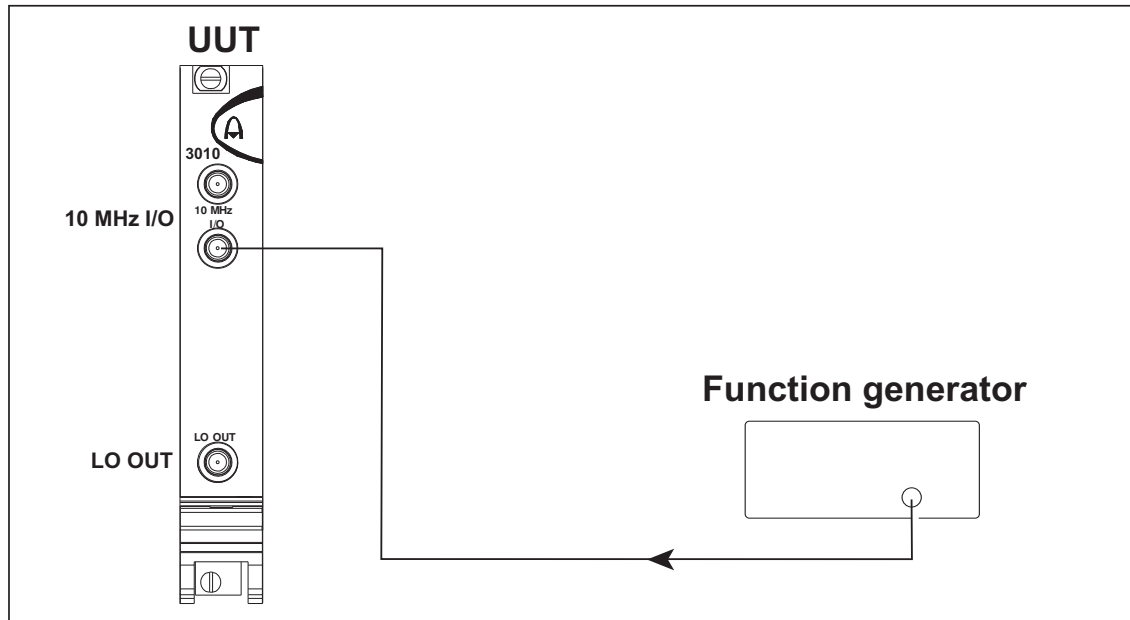 UUT
3010
10 MHz I/O
10 MHz
I/O
Function generator
LO OUT
LO OUT